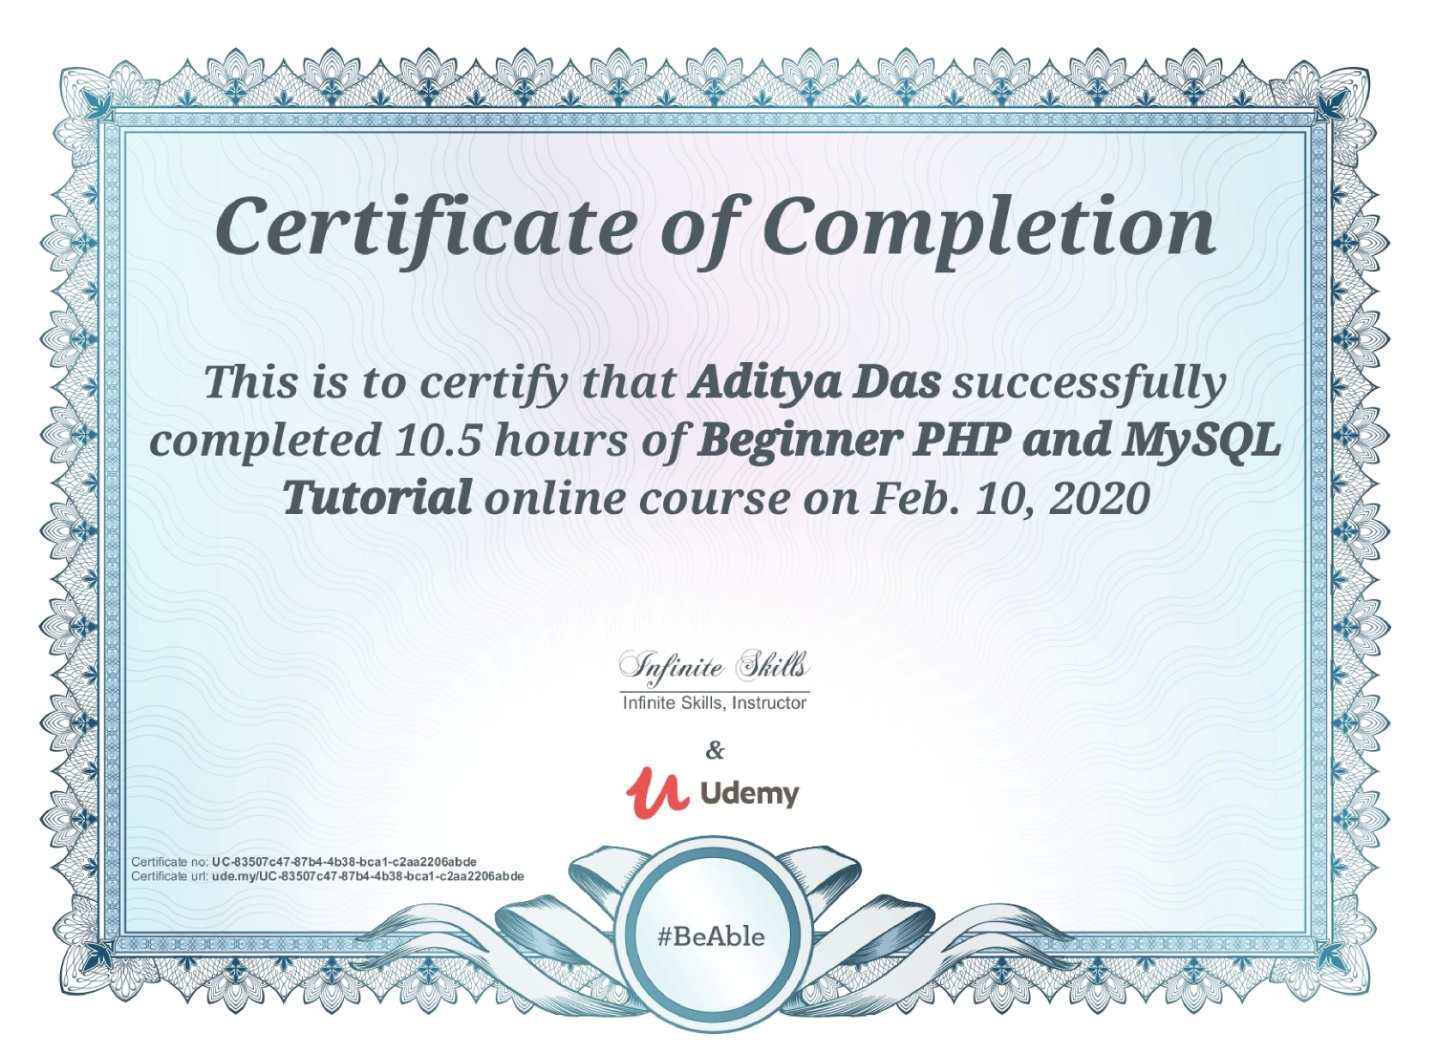 Certificate of Completion
This is to certify that Aditya Das successfully
completed 10.5 hours of Beginner PHP and MySQL
Tutorial online course on Feb. 10, 2020
Infinite Skills
Infinite Skills, Instructor
&
Udemy
Certificate no: UC-83507c47-87b4-4b38-bca1-c2aa2206abde
Certificate url: ude.my/UC-83507c47-87b4-4b38-bca1-c2aa2206abde
#BeAble